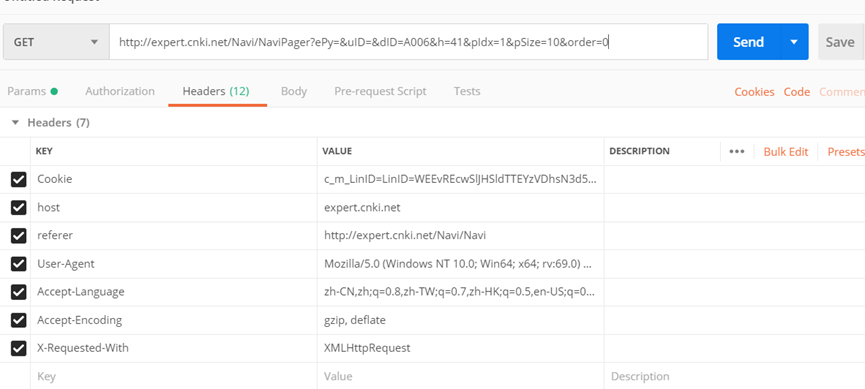 GET http://expert.cnki.net/Navi/NaviPager?ePy=&uID=&dID=A006&h=41&pIdx=1&pSize=10&order=0 Send Save
Params Authorization Headers (12) Body Pre-request Script Tests Cookies Code Commen
Headers (7)
KEY VALUE DESCRIPTION ••• Bulk Edit Presets
Cookie c_m_LinID=LinID=WEEvREcwSlJHSldTTEYzVDhsN3d5...
host expert.cnki.net
referer http://expert.cnki.net/Navi/Navi
User-Agent Mozilla/5.0 (Windows NT 10.0; Win64; x64; rv:69.0) ...
Accept-Language zh-CN,zh;q=0.8,zh-TW;q=0.7,zh-HK;q=0.5,en-US;q=0...
Accept-Encoding gzip, deflate
X-Requested-With XMLHttpRequest
Key Value Description